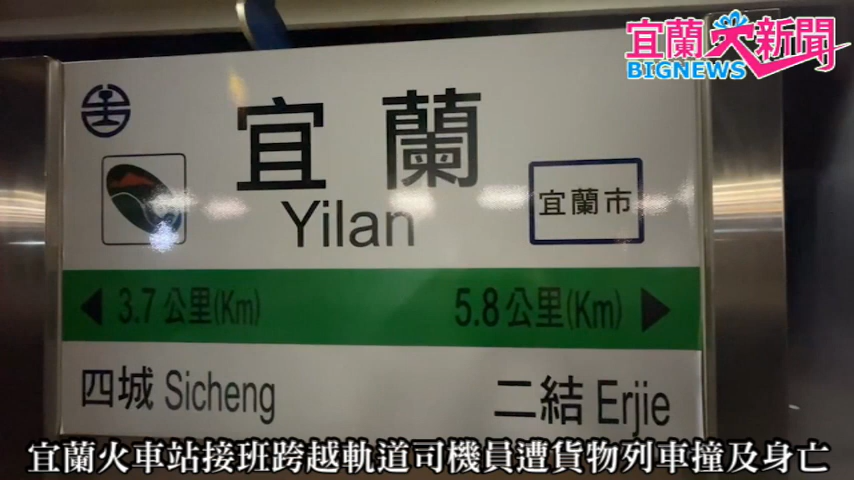 宜蘭大新聞
BIGNEWS
宜蘭
Yilan
宜蘭市
3.7公里(Km)
5.8公里(Km)
四城 Sicheng
二結 Erjie
宜蘭火車站接班跨越軌道司機員遭貨物列車撞及身亡